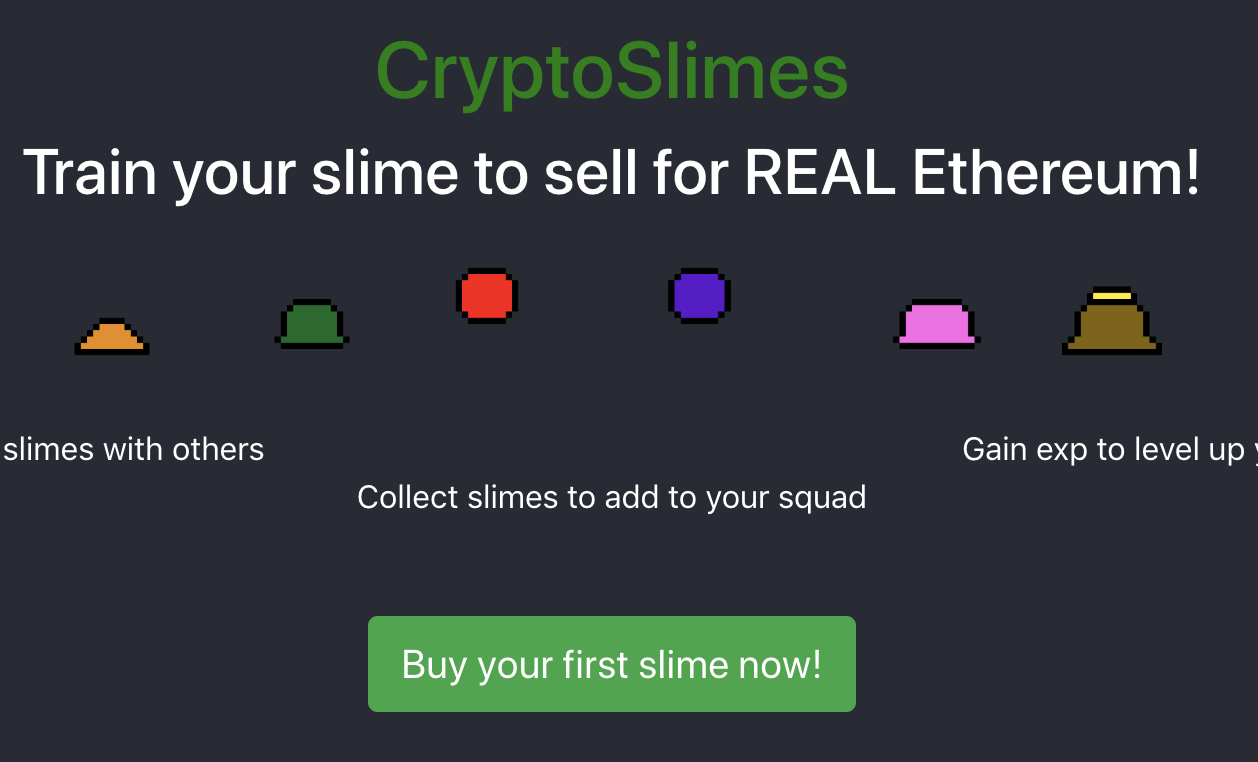 CryptoSlimes
Train your slime to sell for REAL Ethereum!
slimes with others
Gain exp to level up
Collect slimes to add to your squad
Buy your first slime now!